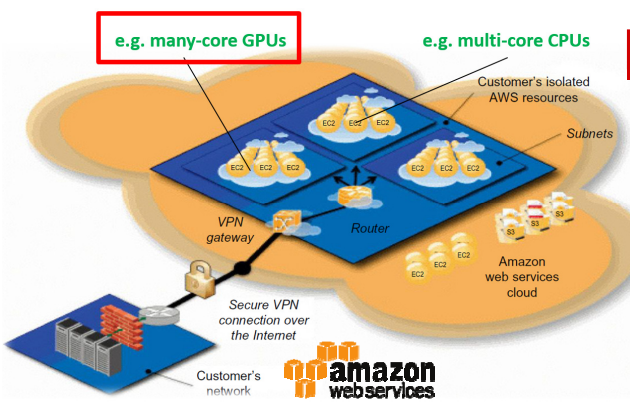 e.g. many-core GPUs
e.g. multi-core CPUs
Customer's isolated
AWS resources
EC2 EC2 EC2
Subnets
EC2 EC2 EC2
EC2 EC2 EC2
VPN
gateway
Router
S3
S3
S3
EC2
EC2
EC2
Amazon
web services
cloud
Secure VPN
connection over
the Internet
Customer's
network
amazon
webservices